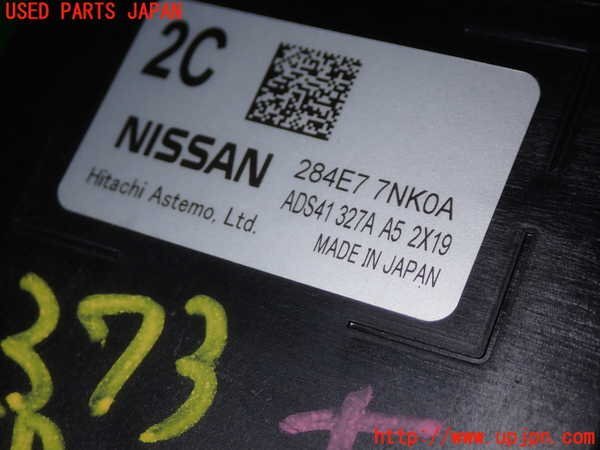 USED PARTS JAPAN
2C
NISSAN
284E7 7NK0A
Hitachi Astemo, Ltd.
ADS41 327A A5 2X19
MADE IN JAPAN
373
http://www.upjpn.com